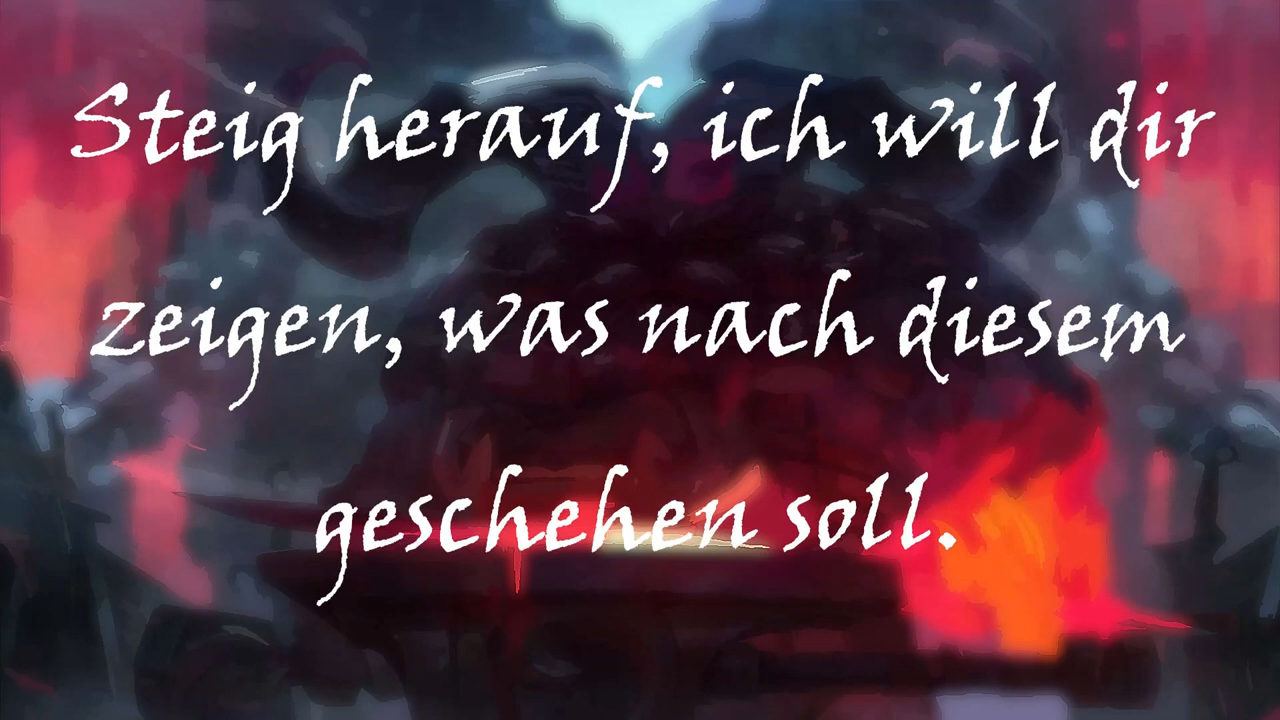 Steig herauf, ich will dir
zeigen, was nach diesem
geschehen soll.